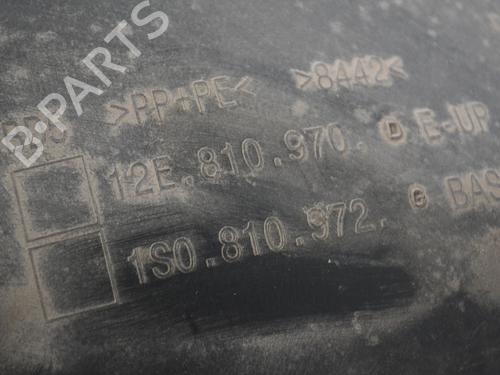 B-PARTS
>PP+PE< >8442<
12E.810.970. D E-UP
1S0.810.972. G BAS